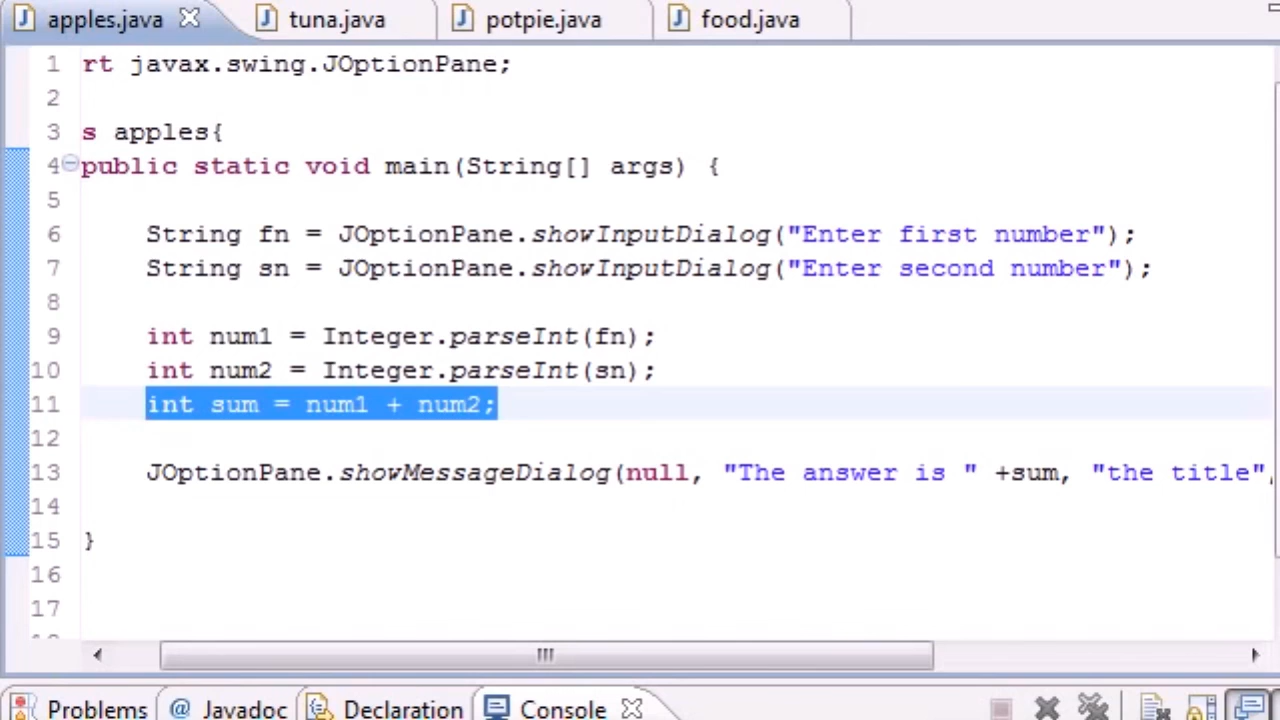 apples.java tuna.java potpie.java food.java
1 rt javax.swing.JOptionPane;
2
3 s apples{
4 public static void main(String[] args) {
5
6 String fn = JOptionPane.showInputDialog("Enter first number");
7 String sn = JOptionPane.showInputDialog("Enter second number");
8
9 int num1 = Integer.parseInt(fn);
10 int num2 = Integer.parseInt(sn);
11 int sum = num1 + num2;
12
13 JOptionPane.showMessageDialog(null, "The answer is " +sum, "the title",
14
15 }
16
17
Problems @ Javadoc Declaration Console